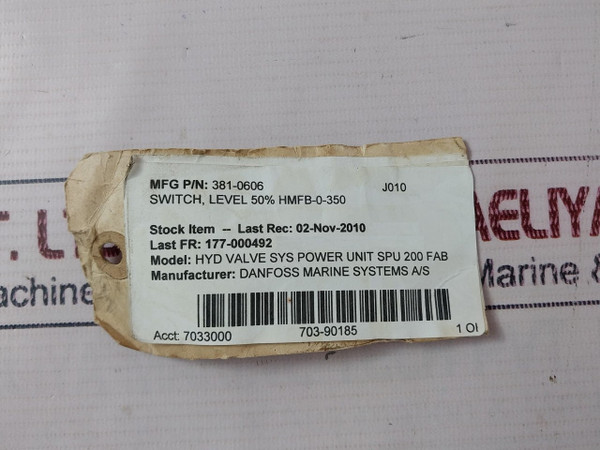 MFG P/N: 381-0606 J010
SWITCH, LEVEL 50% HMFB-0-350
Stock Item -- Last Rec: 02-Nov-2010
Last FR: 177-000492
Model: HYD VALVE SYS POWER UNIT SPU 200 FAB
Manufacturer: DANFOSS MARINE SYSTEMS A/S
Acct: 7033000 703-90185 1 O
T. L AELIYA
achine Marine &